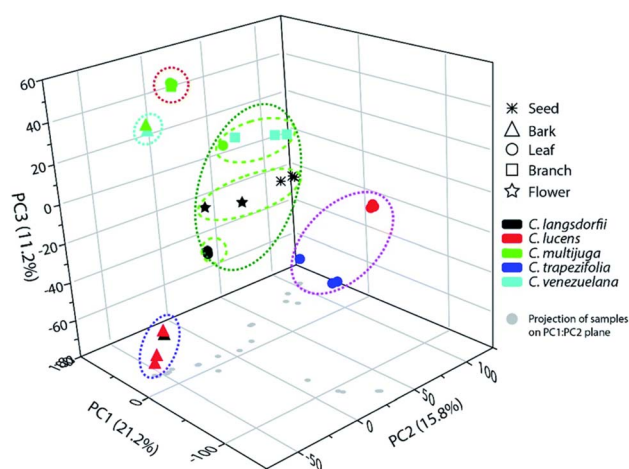 60
40
20
0
-20
-40
-60
-80
PC3 (11.2%)
0
-100
PC1 (21.2%)
-50
0
50
100
PC2 (15.8%)
Seed
Bark
Leaf
Branch
Flower
C. langsdorfii
C. lucens
C. multijuga
C. trapezifolia
C. venezuelana
Projection of samples
on PC1:PC2 plane